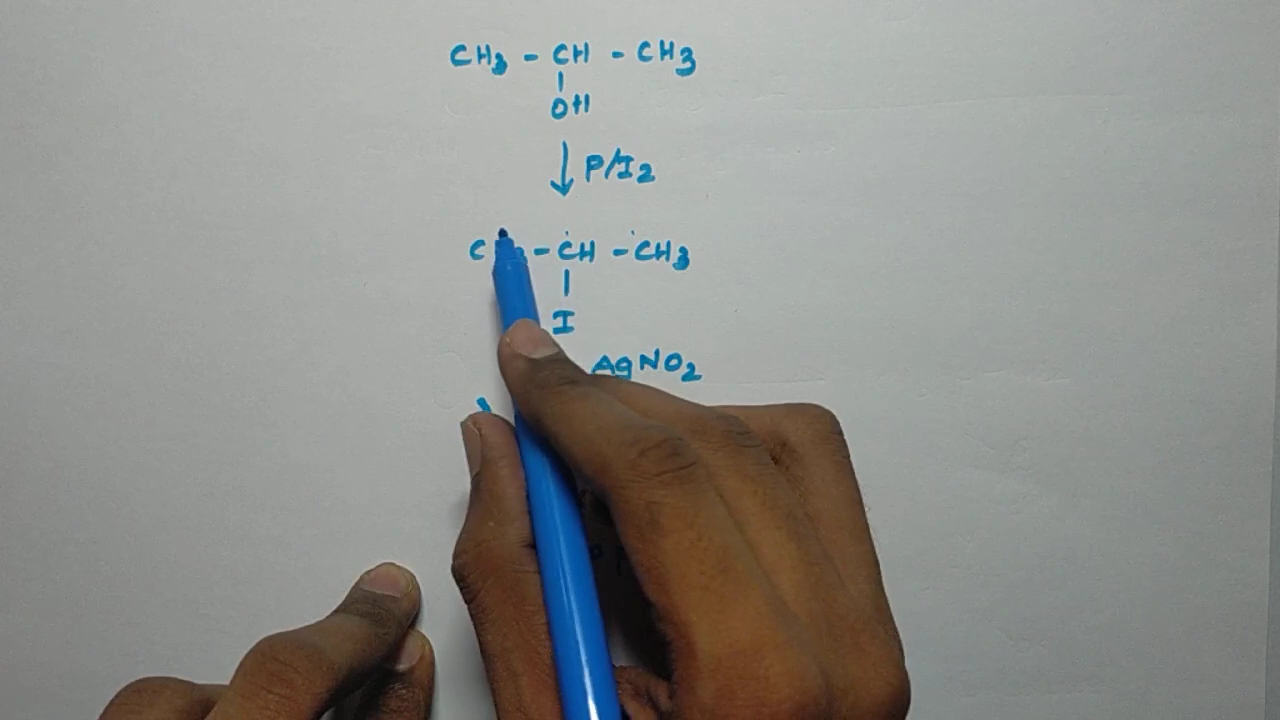 CH3 - CH - CH3
|
OH
↓ P/I2
C - CH - CH3
|
I
AgNO2